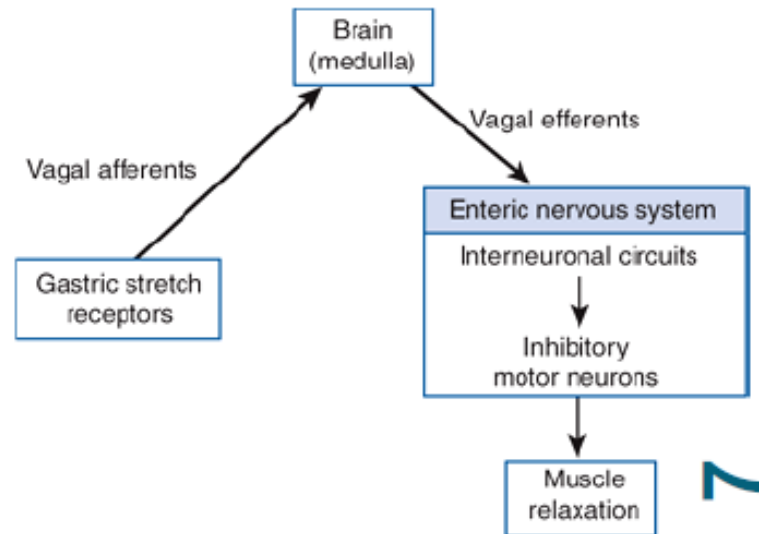 Brain
(medulla)
Vagal efferents
Vagal afferents
Enteric nervous system
Interneuronal circuits
Gastric stretch
receptors
Inhibitory
motor neurons
Muscle
relaxation